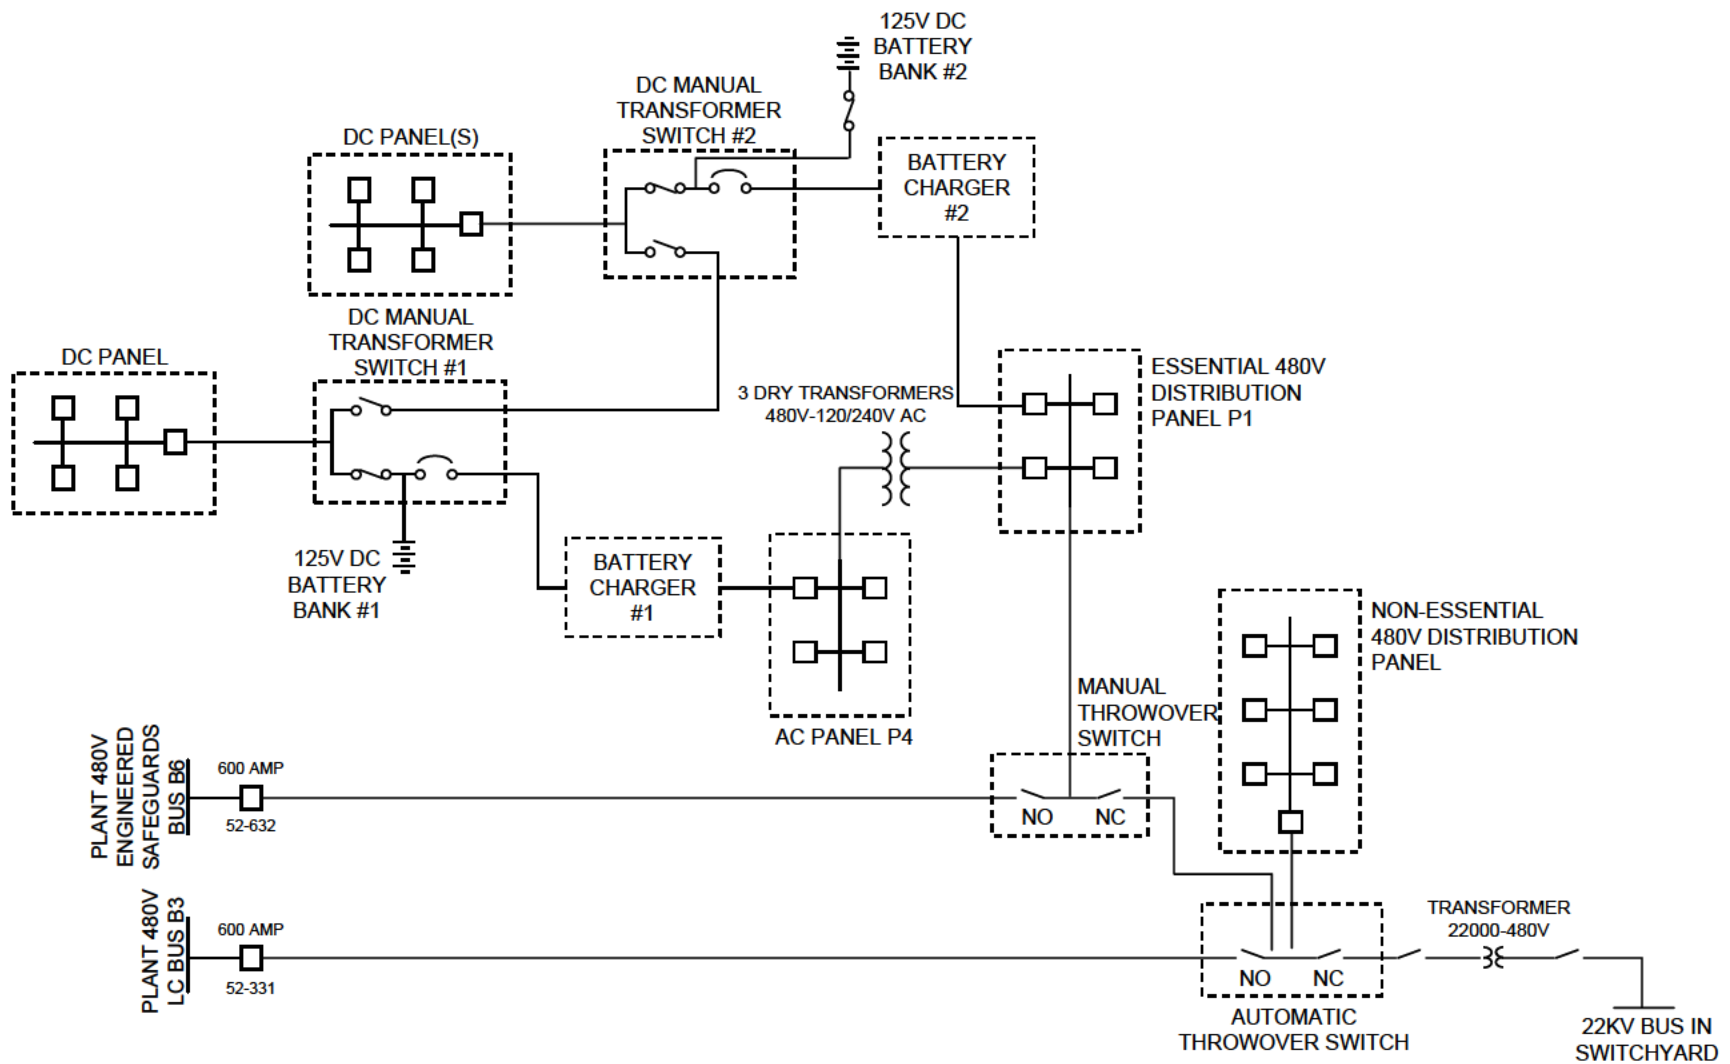 125V DC
BATTERY
BANK #2
DC MANUAL
TRANSFORMER
SWITCH #2
DC PANEL(S)
BATTERY
CHARGER
#2
DC MANUAL
TRANSFORMER
SWITCH #1
DC PANEL
ESSENTIAL 480V
DISTRIBUTION
PANEL P1
3 DRY TRANSFORMERS
480V-120/240V AC
125V DC
BATTERY
BANK #1
BATTERY
CHARGER
#1
AC PANEL P4
NON-ESSENTIAL
480V DISTRIBUTION
PANEL
MANUAL
THROWOVER
SWITCH
NO
NC
PLANT 480V
ENGINEERED
SAFEGUARDS
BUS B6
600 AMP
52-632
PLANT 480V
LC BUS B3
600 AMP
52-331
NO
NC
AUTOMATIC
THROWOVER SWITCH
TRANSFORMER
22000-480V
22KV BUS IN
SWITCHYARD